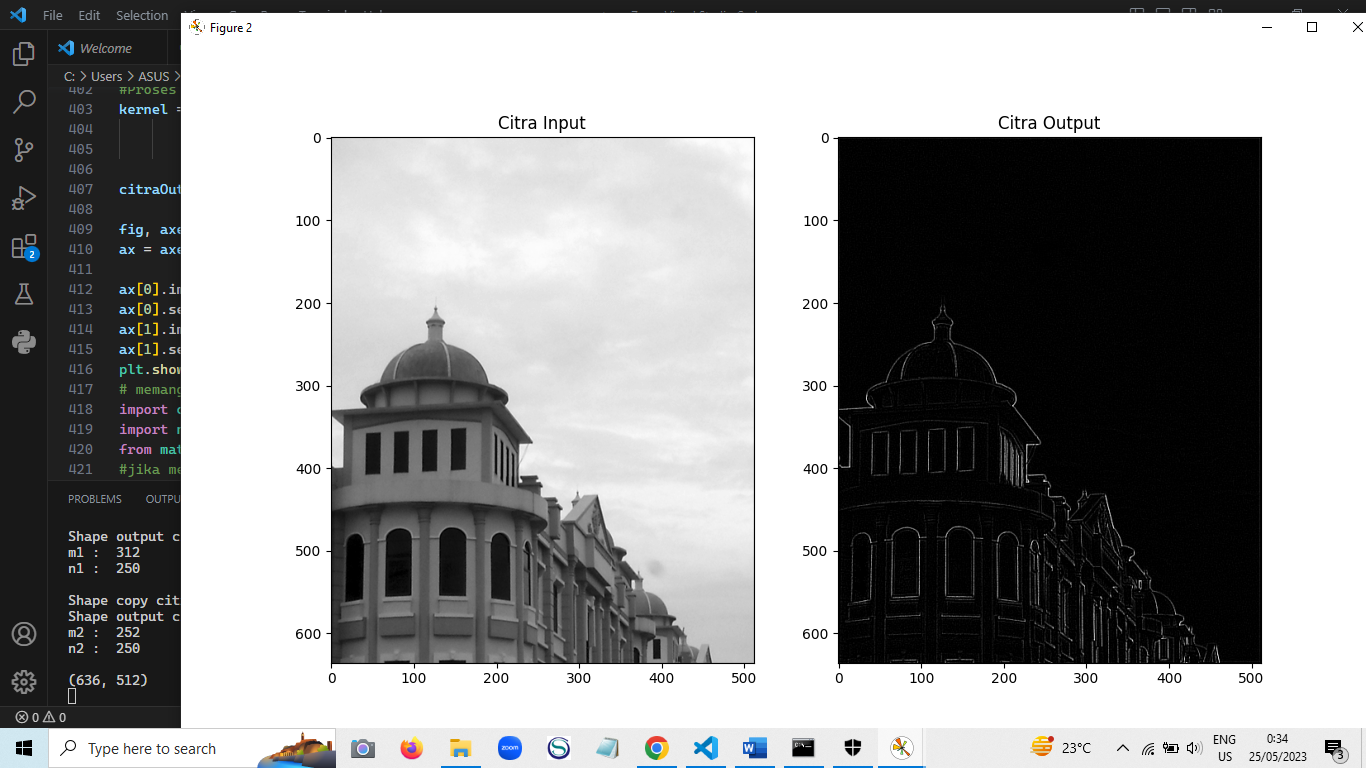 File Edit Selection
Figure 2
Welcome
C: > Users > ASUS >
402 #Proses
403 kernel =
404
405
406
407 citraOut
408
409 fig, axe
410 ax = axe
411
412 ax[0].im
413 ax[0].se
414 ax[1].im
415 ax[1].se
416 plt.show
417 # memang
418 import c
419 import n
420 from mat
421 #jika me
PROBLEMS OUTPU
Shape output c
m1 : 312
n1 : 250
Shape copy cit
Shape output c
m2 : 252
n2 : 250
(636, 512)
0 0
2
Citra Input
0
100
200
300
400
500
600
0 100 200 300 400 500
Citra Output
0
100
200
300
400
500
600
0 100 200 300 400 500
Type here to search
zoom
23°C
ENG
US
0:34
25/05/2023
3